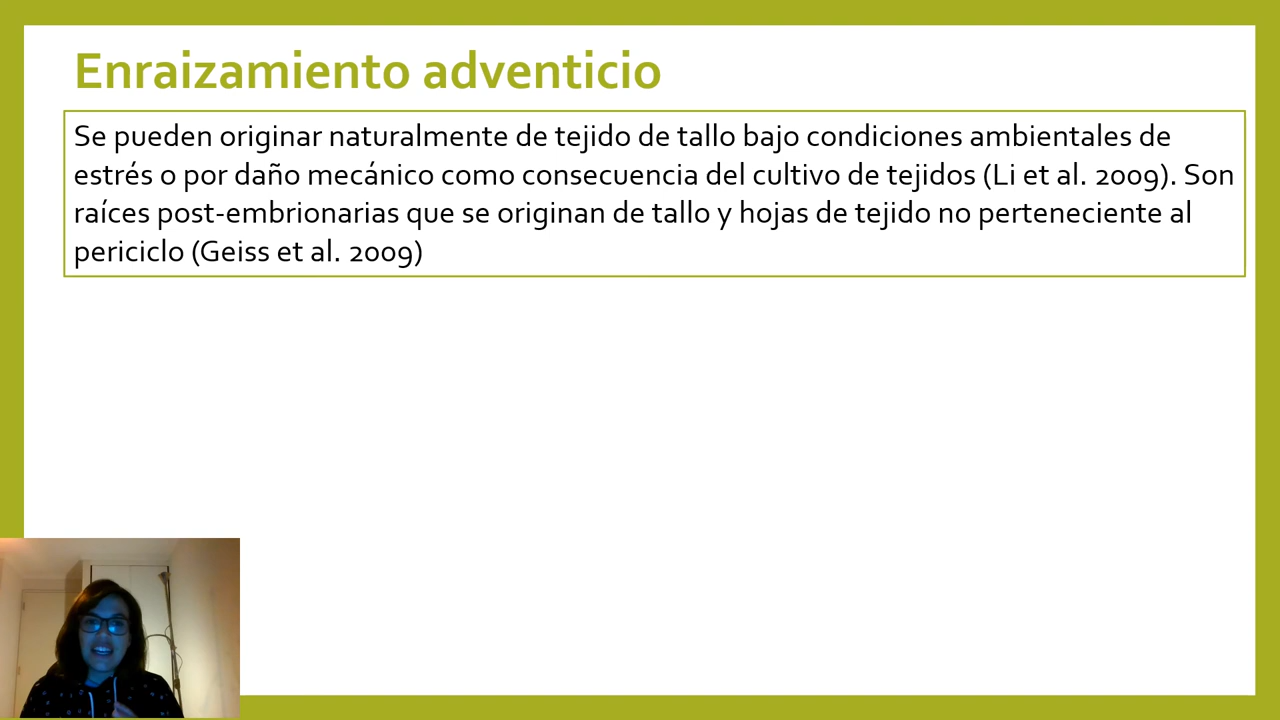 Enraizamiento adventicio
Se pueden originar naturalmente de tejido de tallo bajo condiciones ambientales de
estrés o por daño mecánico como consecuencia del cultivo de tejidos (Li et al. 2009). Son
raíces post-embrionarias que se originan de tallo y hojas de tejido no perteneciente al
periciclo (Geiss et al. 2009)